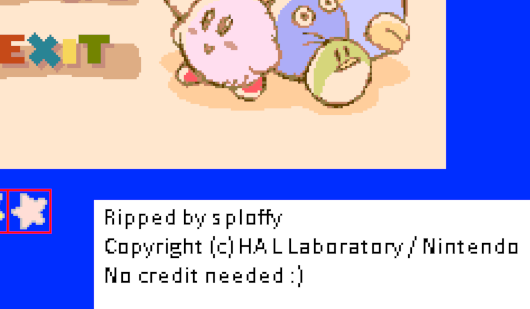 EXIT
Ripped by sploffy
Copyright (c) HAL Laboratory / Nintendo
No credit needed :)